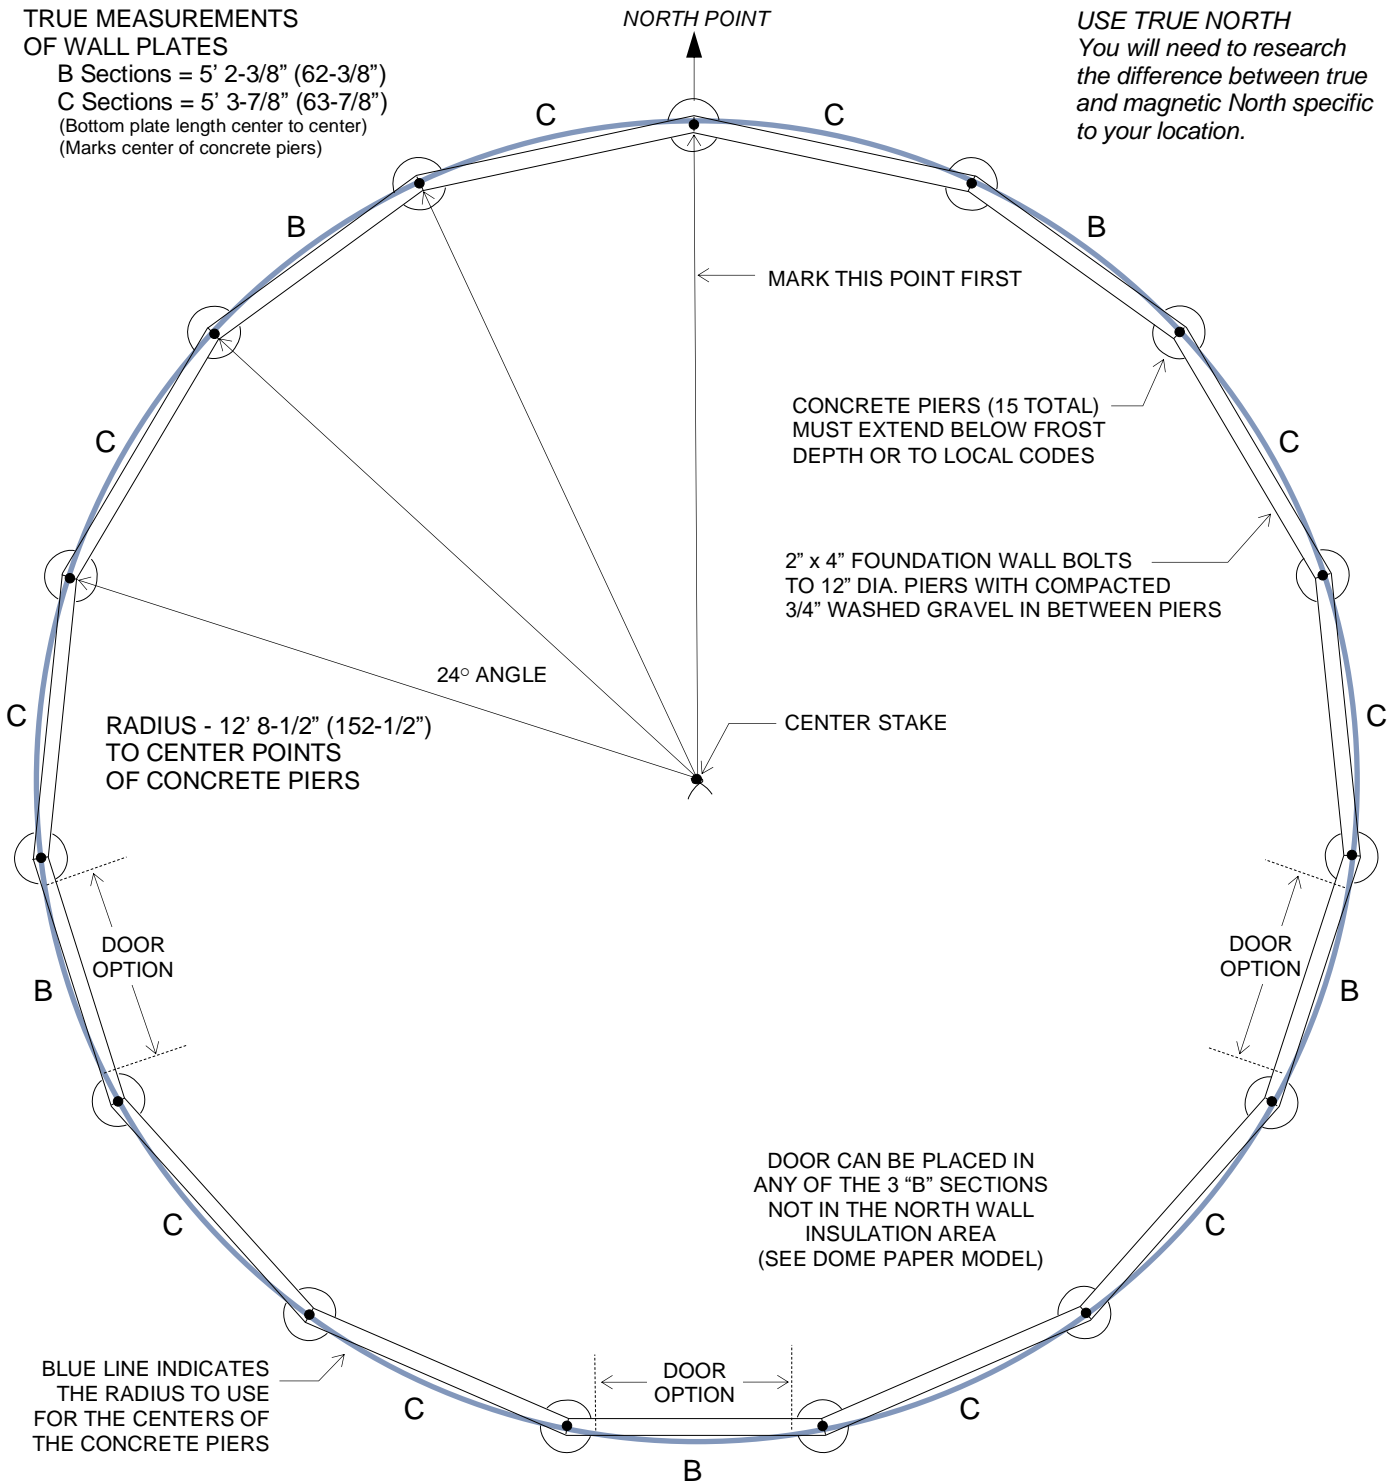 TRUE MEASUREMENTS
OF WALL PLATES
B Sections = 5’ 2-3/8” (62-3/8”)
C Sections = 5’ 3-7/8” (63-7/8”)
(Bottom plate length center to center)
(Marks center of concrete piers)
NORTH POINT
USE TRUE NORTH
You will need to research
the difference between true
and magnetic North specific
to your location.
C
C
B
B
MARK THIS POINT FIRST
CONCRETE PIERS (15 TOTAL)
MUST EXTEND BELOW FROST
DEPTH OR TO LOCAL CODES
C
C
2” x 4” FOUNDATION WALL BOLTS
TO 12” DIA. PIERS WITH COMPACTED
3/4” WASHED GRAVEL IN BETWEEN PIERS
24○ ANGLE
C
C
RADIUS - 12’ 8-1/2” (152-1/2”)
TO CENTER POINTS
OF CONCRETE PIERS
CENTER STAKE
DOOR
OPTION
DOOR
OPTION
B
B
DOOR CAN BE PLACED IN
ANY OF THE 3 “B” SECTIONS
NOT IN THE NORTH WALL
INSULATION AREA
(SEE DOME PAPER MODEL)
C
C
BLUE LINE INDICATES
THE RADIUS TO USE
FOR THE CENTERS OF
THE CONCRETE PIERS
C
DOOR
OPTION
C
B